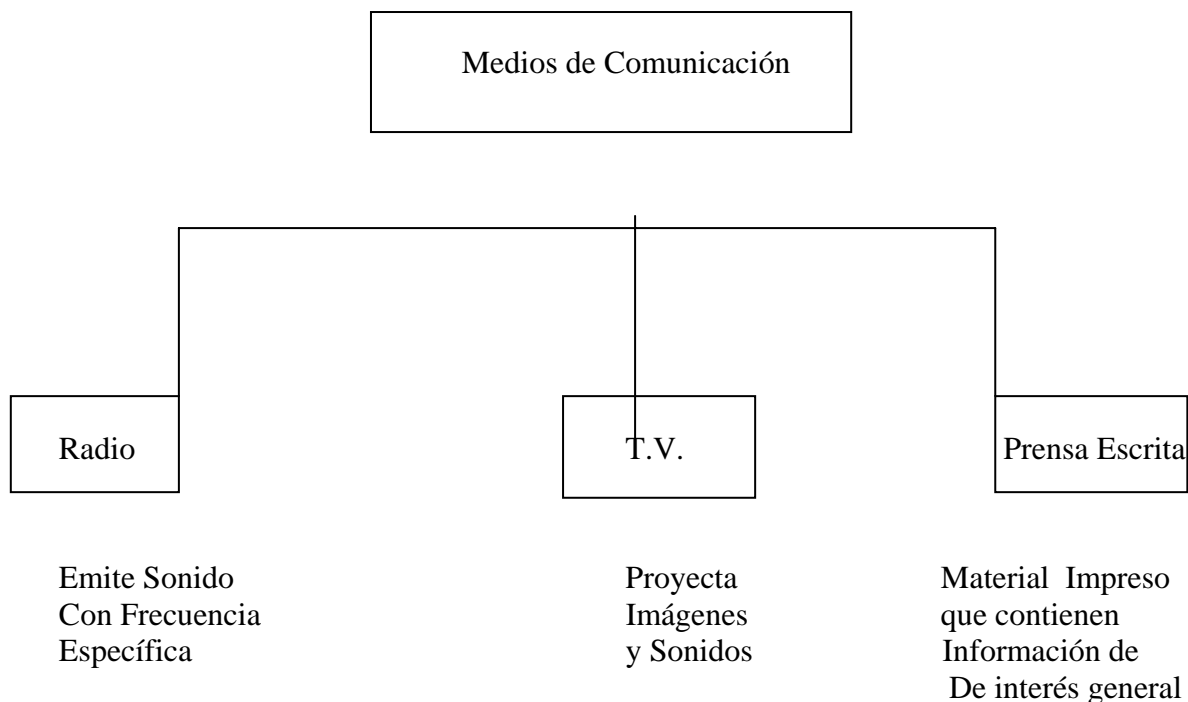 Medios de Comunicación
Radio
T.V.
Prensa Escrita
Emite Sonido
Con Frecuencia
Específica
Proyecta
Imágenes
y Sonidos
Material Impreso
que contienen
Información de
De interés general